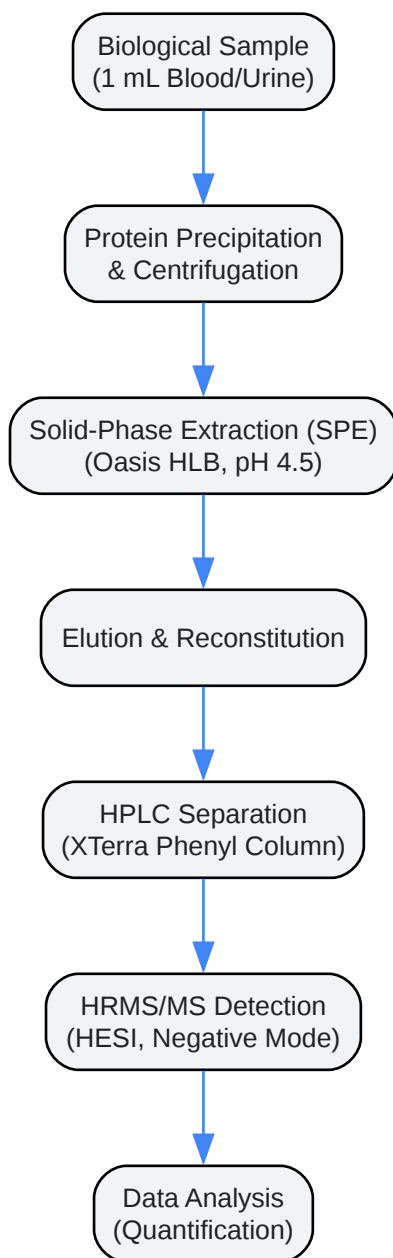 Biological Sample
(1 mL Blood/Urine)
Protein Precipitation
& Centrifugation
Solid-Phase Extraction (SPE)
(Oasis HLB, pH 4.5)
Elution & Reconstitution
HPLC Separation
(XTerra Phenyl Column)
HRMS/MS Detection
(HESI, Negative Mode)
Data Analysis
(Quantification)